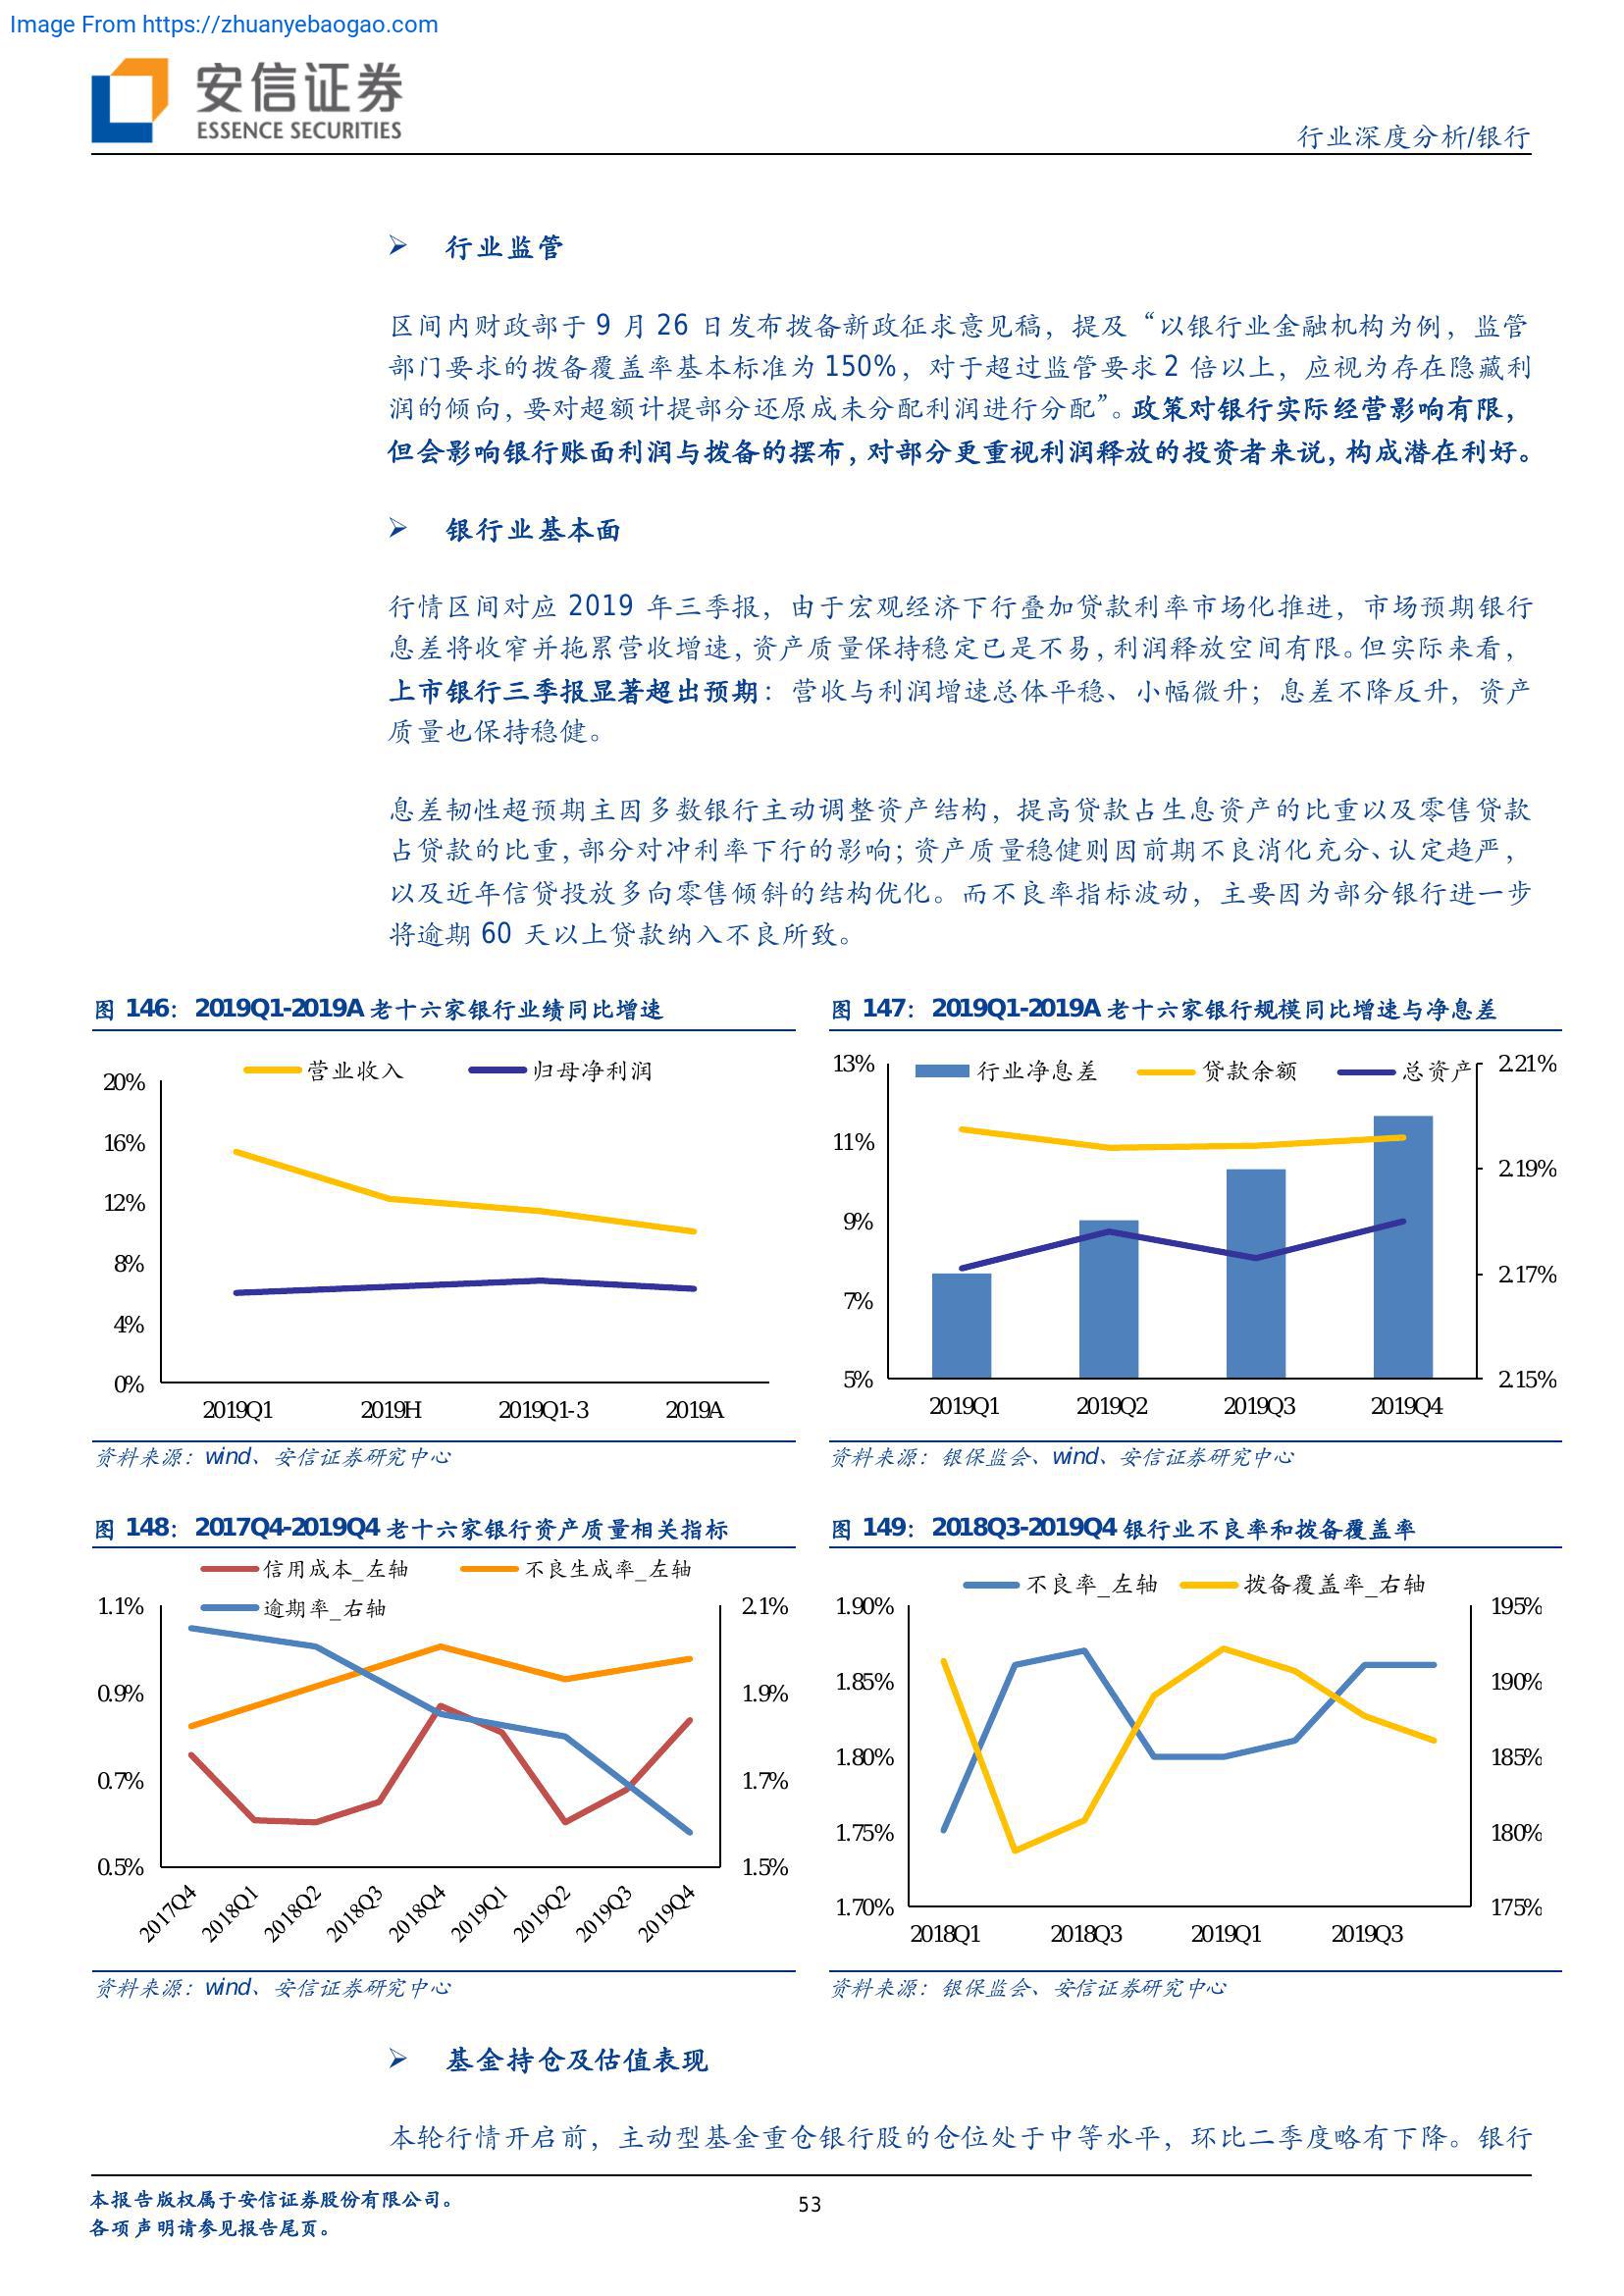 Image From https://zhuanyebaogao.com
安信证券
ESSENCE SECURITIES
行业深度分析/银行
➢ 行业监管
区间内财政部于 9 月 26 日发布拨备新政征求意见稿，提及“以银行业金融机构为例，监管
部门要求的拨备覆盖率基本标准为 150%，对于超过监管要求 2 倍以上，应视为存在隐藏利
润的倾向，要对超额计提部分还原成未分配利润进行分配”。政策对银行实际经营影响有限，
但会影响银行账面利润与拨备的摆布，对部分更重视利润释放的投资者来说，构成潜在利好。
➢ 银行业基本面
行情区间对应 2019 年三季报，由于宏观经济下行叠加贷款利率市场化推进，市场预期银行
息差将收窄并拖累营收增速，资产质量保持稳定已是不易，利润释放空间有限。但实际来看，
上市银行三季报显著超出预期：营收与利润增速总体平稳、小幅微升；息差不降反升，资产
质量也保持稳健。
息差韧性超预期主因多数银行主动调整资产结构，提高贷款占生息资产的比重以及零售贷款
占贷款的比重，部分对冲利率下行的影响；资产质量稳健则因前期不良消化充分、认定趋严，
以及近年信贷投放多向零售倾斜的结构优化。而不良率指标波动，主要因为部分银行进一步
将逾期 60 天以上贷款纳入不良所致。
图 146： 2019Q1-2019A 老十六家银行业绩同比增速
营业收入 归母净利润
20%
16%
12%
8%
4%
0%
2019Q1 2019H 2019Q1-3 2019A
资料来源：wind、安信证券研究中心
图 147： 2019Q1-2019A 老十六家银行规模同比增速与净息差
行业净息差 贷款余额 总资产
13% 2.21%
11% 2.19%
9%
7% 2.17%
5% 2.15%
2019Q1 2019Q2 2019Q3 2019Q4
资料来源：银保监会、wind、安信证券研究中心
图 148： 2017Q4-2019Q4 老十六家银行资产质量相关指标
信用成本_左轴 不良生成率_左轴
逾期率_右轴
1.1% 2.1%
0.9% 1.9%
0.7% 1.7%
0.5% 1.5%
2017Q4 2018Q1 2018Q2 2018Q3 2018Q4 2019Q1 2019Q2 2019Q3 2019Q4
资料来源：wind、安信证券研究中心
图 149： 2018Q3-2019Q4 银行业不良率和拨备覆盖率
不良率_左轴 拨备覆盖率_右轴
1.90% 195%
1.85% 190%
1.80% 185%
1.75% 180%
1.70% 175%
2018Q1 2018Q3 2019Q1 2019Q3
资料来源：银保监会、安信证券研究中心
➢ 基金持仓及估值表现
本轮行情开启前，主动型基金重仓银行股的仓位处于中等水平，环比二季度略有下降。银行
本报告版权属于安信证券股份有限公司。
各项声明请参见报告尾页。
53